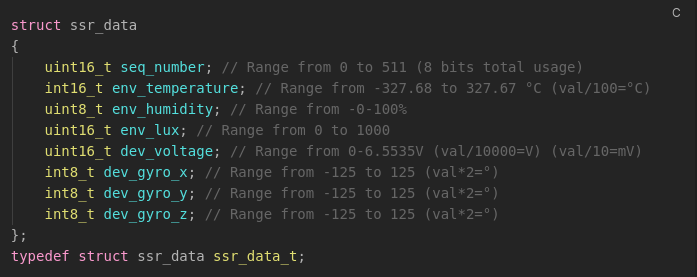 C
struct ssr_data
{
    uint16_t seq_number; // Range from 0 to 511 (8 bits total usage)
    int16_t env_temperature; // Range from -327.68 to 327.67 °C (val/100=°C)
    uint8_t env_humidity; // Range from -0-100%
    uint16_t env_lux; // Range from 0 to 1000
    uint16_t dev_voltage; // Range from 0-6.5535V (val/10000=V) (val/10=mV)
    int8_t dev_gyro_x; // Range from -125 to 125 (val*2=°)
    int8_t dev_gyro_y; // Range from -125 to 125 (val*2=°)
    int8_t dev_gyro_z; // Range from -125 to 125 (val*2=°)
};
typedef struct ssr_data ssr_data_t;